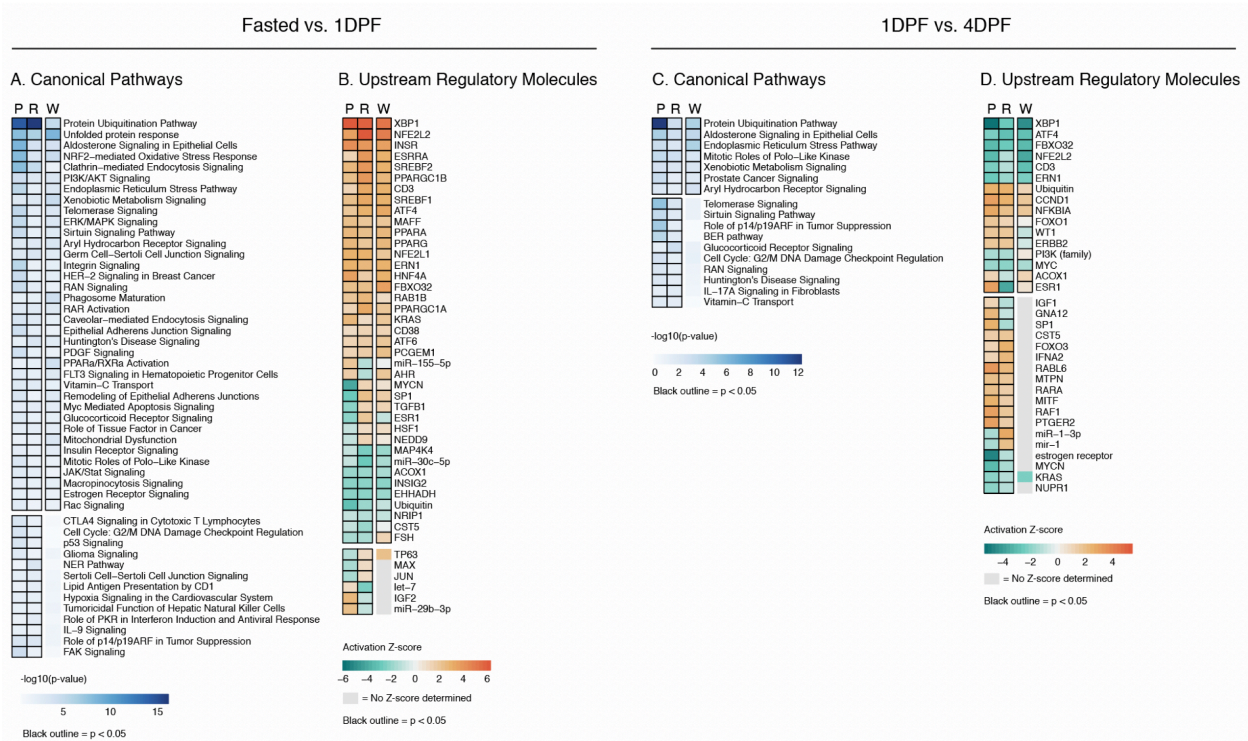 Fasted vs. 1DPF
1DPF vs. 4DPF
A. Canonical Pathways
P R W
Protein Ubiquitination Pathway
Unfolded protein response
Aldosterone Signaling in Epithelial Cells
NRF2-mediated Oxidative Stress Response
Clathrin-mediated Endocytosis Signaling
PI3K/AKT Signaling
Endoplasmic Reticulum Stress Pathway
Xenobiotic Metabolism Signaling
Telomerase Signaling
ERK/MAPK Signaling
Sirtuin Signaling Pathway
Aryl Hydrocarbon Receptor Signaling
Germ Cell-Sertoli Cell Junction Signaling
Integrin Signaling
HER-2 Signaling in Breast Cancer
RAN Signaling
Phagosome Maturation
RAR Activation
Caveolar-mediated Endocytosis Signaling
Epithelial Adherens Junction Signaling
Huntington's Disease Signaling
PDGF Signaling
PPARa/RXRa Activation
FLT3 Signaling in Hematopoietic Progenitor Cells
Vitamin-C Transport
Remodeling of Epithelial Adherens Junctions
Myc Mediated Apoptosis Signaling
Glucocorticoid Receptor Signaling
Role of Tissue Factor in Cancer
Mitochondrial Dysfunction
Insulin Receptor Signaling
Mitotic Roles of Polo-Like Kinase
JAK/Stat Signaling
Macropinocytosis Signaling
Estrogen Receptor Signaling
Rac Signaling
CTLA4 Signaling in Cytotoxic T Lymphocytes
Cell Cycle: G2/M DNA Damage Checkpoint Regulation
p53 Signaling
Glioma Signaling
NER Pathway
Sertoli Cell-Sertoli Cell Junction Signaling
Lipid Antigen Presentation by CD1
Hypoxia Signaling in the Cardiovascular System
Tumoricidal Function of Hepatic Natural Killer Cells
Role of PKR in Interferon Induction and Antiviral Response
IL-9 Signaling
Role of p14/p19ARF in Tumor Suppression
FAK Signaling
-log10(p-value)
5 10 15
Black outline = p < 0.05
B. Upstream Regulatory Molecules
P R W
XBP1
NFE2L2
INSR
ESRRA
SREBF2
PPARGC1B
CD3
SREBF1
ATF4
MAFF
PPARA
PPARG
NFE2L1
ERN1
HNF4A
FBXO32
RAB1B
PPARGC1A
KRAS
CD38
ATF6
PCGEM1
miR-155-5p
AHR
MYCN
SP1
TGFB1
ESR1
HSF1
NEDD9
MAP4K4
miR-30c-5p
ACOX1
INSIG2
EHHADH
Ubiquitin
NRIP1
CST5
FSH
TP63
MAX
JUN
let-7
IGF2
miR-29b-3p
Activation Z-score
-6 -4 -2 0 2 4 6
= No Z-score determined
Black outline = p < 0.05
C. Canonical Pathways
P R W
Protein Ubiquitination Pathway
Aldosterone Signaling in Epithelial Cells
Endoplasmic Reticulum Stress Pathway
Mitotic Roles of Polo-Like Kinase
Xenobiotic Metabolism Signaling
Prostate Cancer Signaling
Aryl Hydrocarbon Receptor Signaling
Telomerase Signaling
Sirtuin Signaling Pathway
Role of p14/p19ARF in Tumor Suppression
BER pathway
Glucocorticoid Receptor Signaling
Cell Cycle: G2/M DNA Damage Checkpoint Regulation
RAN Signaling
Huntington's Disease Signaling
IL-17A Signaling in Fibroblasts
Vitamin-C Transport
-log10(p-value)
0 2 4 6 8 10 12
Black outline = p < 0.05
D. Upstream Regulatory Molecules
P R W
XBP1
ATF4
FBXO32
NFE2L2
CD3
ERN1
Ubiquitin
CCND1
NFKBIA
FOXO1
WT1
ERBB2
PI3K (family)
MYC
ACOX1
ESR1
IGF1
GNA12
SP1
CST5
FOXO3
IFNA2
RABL6
MTPN
RARA
MITF
RAF1
PTGER2
miR-1-3p
mir-1
estrogen receptor
MYCN
KRAS
NUPR1
Activation Z-score
-4 -2 0 2 4
= No Z-score determined
Black outline = p < 0.05